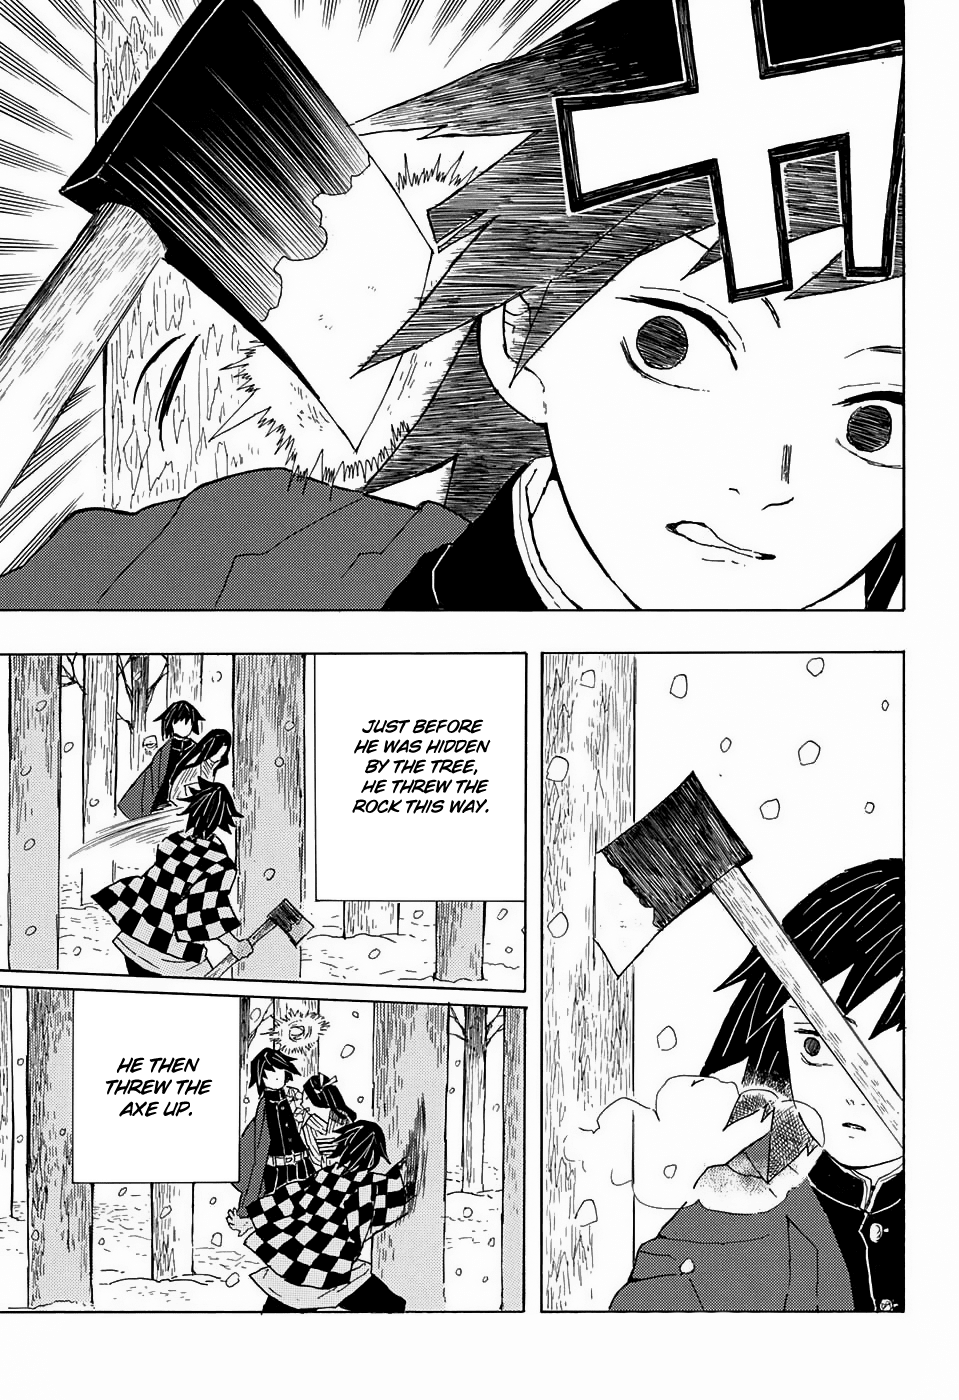 ガ
JUST BEFORE
HE WAS HIDDEN
BY THE TREE,
HE THREW THE
ROCK THIS WAY.
HE THEN
THREW THE
AXE UP.